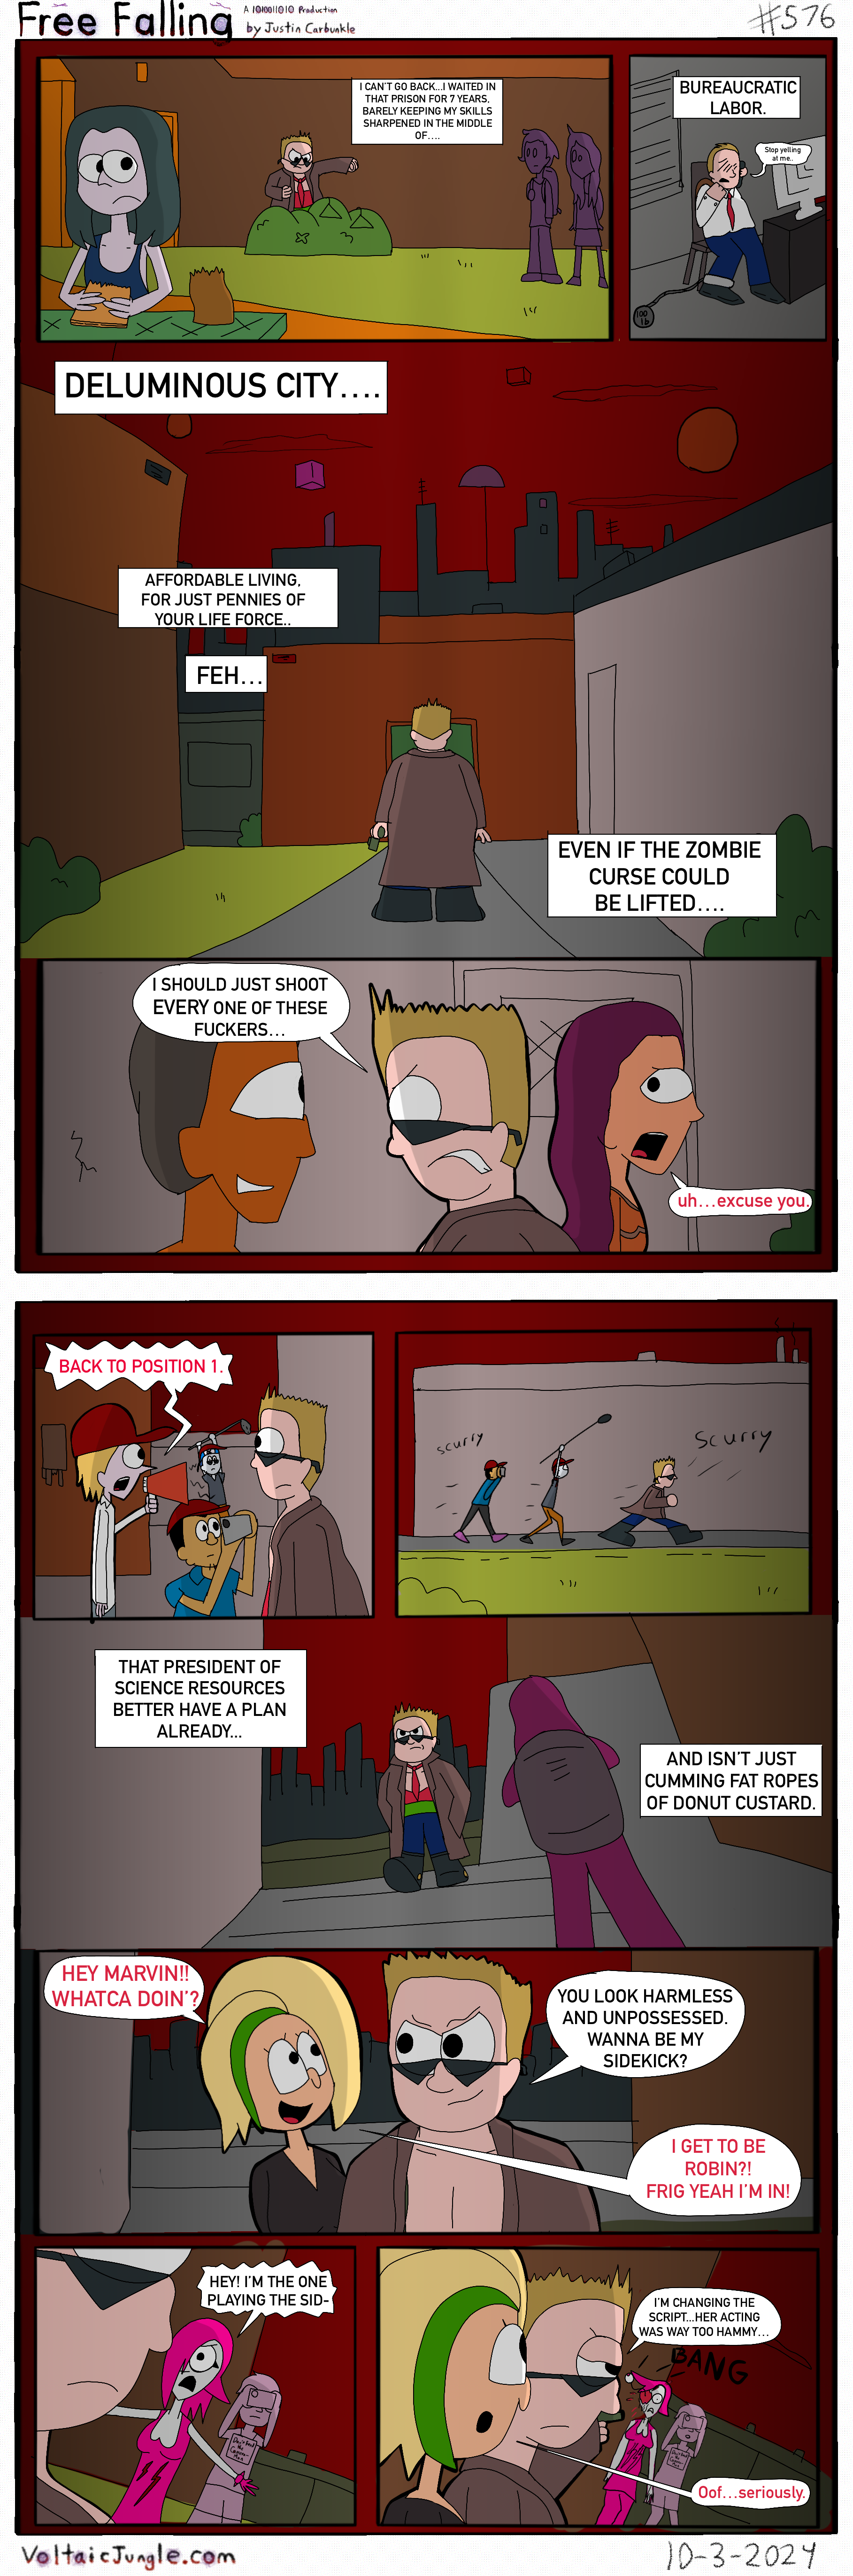 Free Falling
A 1010011010 Production
by Justin Carbunkle
#576
I CAN'T GO BACK...I WAITED IN
THAT PRISON FOR 7 YEARS,
BARELY KEEPING MY SKILLS
SHARPENED IN THE MIDDLE
OF....
BUREAUCRATIC
LABOR.
Stop yelling
at me..
100
lb
DELUMINOUS CITY....
AFFORDABLE LIVING,
FOR JUST PENNIES OF
YOUR LIFE FORCE..
FEH...
EVEN IF THE ZOMBIE
CURSE COULD
BE LIFTED....
I SHOULD JUST SHOOT
EVERY ONE OF THESE
FUCKERS...
uh...excuse you.
BACK TO POSITION 1.
scurry
scurry
THAT PRESIDENT OF
SCIENCE RESOURCES
BETTER HAVE A PLAN
ALREADY...
AND ISN'T JUST
CUMMING FAT ROPES
OF DONUT CUSTARD.
HEY MARVIN!!
WHATCA DOIN'?
YOU LOOK HARMLESS
AND UNPOSSESSED.
WANNA BE MY
SIDEKICK?
I GET TO BE
ROBIN?!
FRIG YEAH I'M IN!
HEY! I'M THE ONE
PLAYING THE SID-
I'M CHANGING THE
SCRIPT...HER ACTING
WAS WAY TOO HAMMY...
BANG
Oof...seriously.
VoltaicJungle.com
10-3-2024